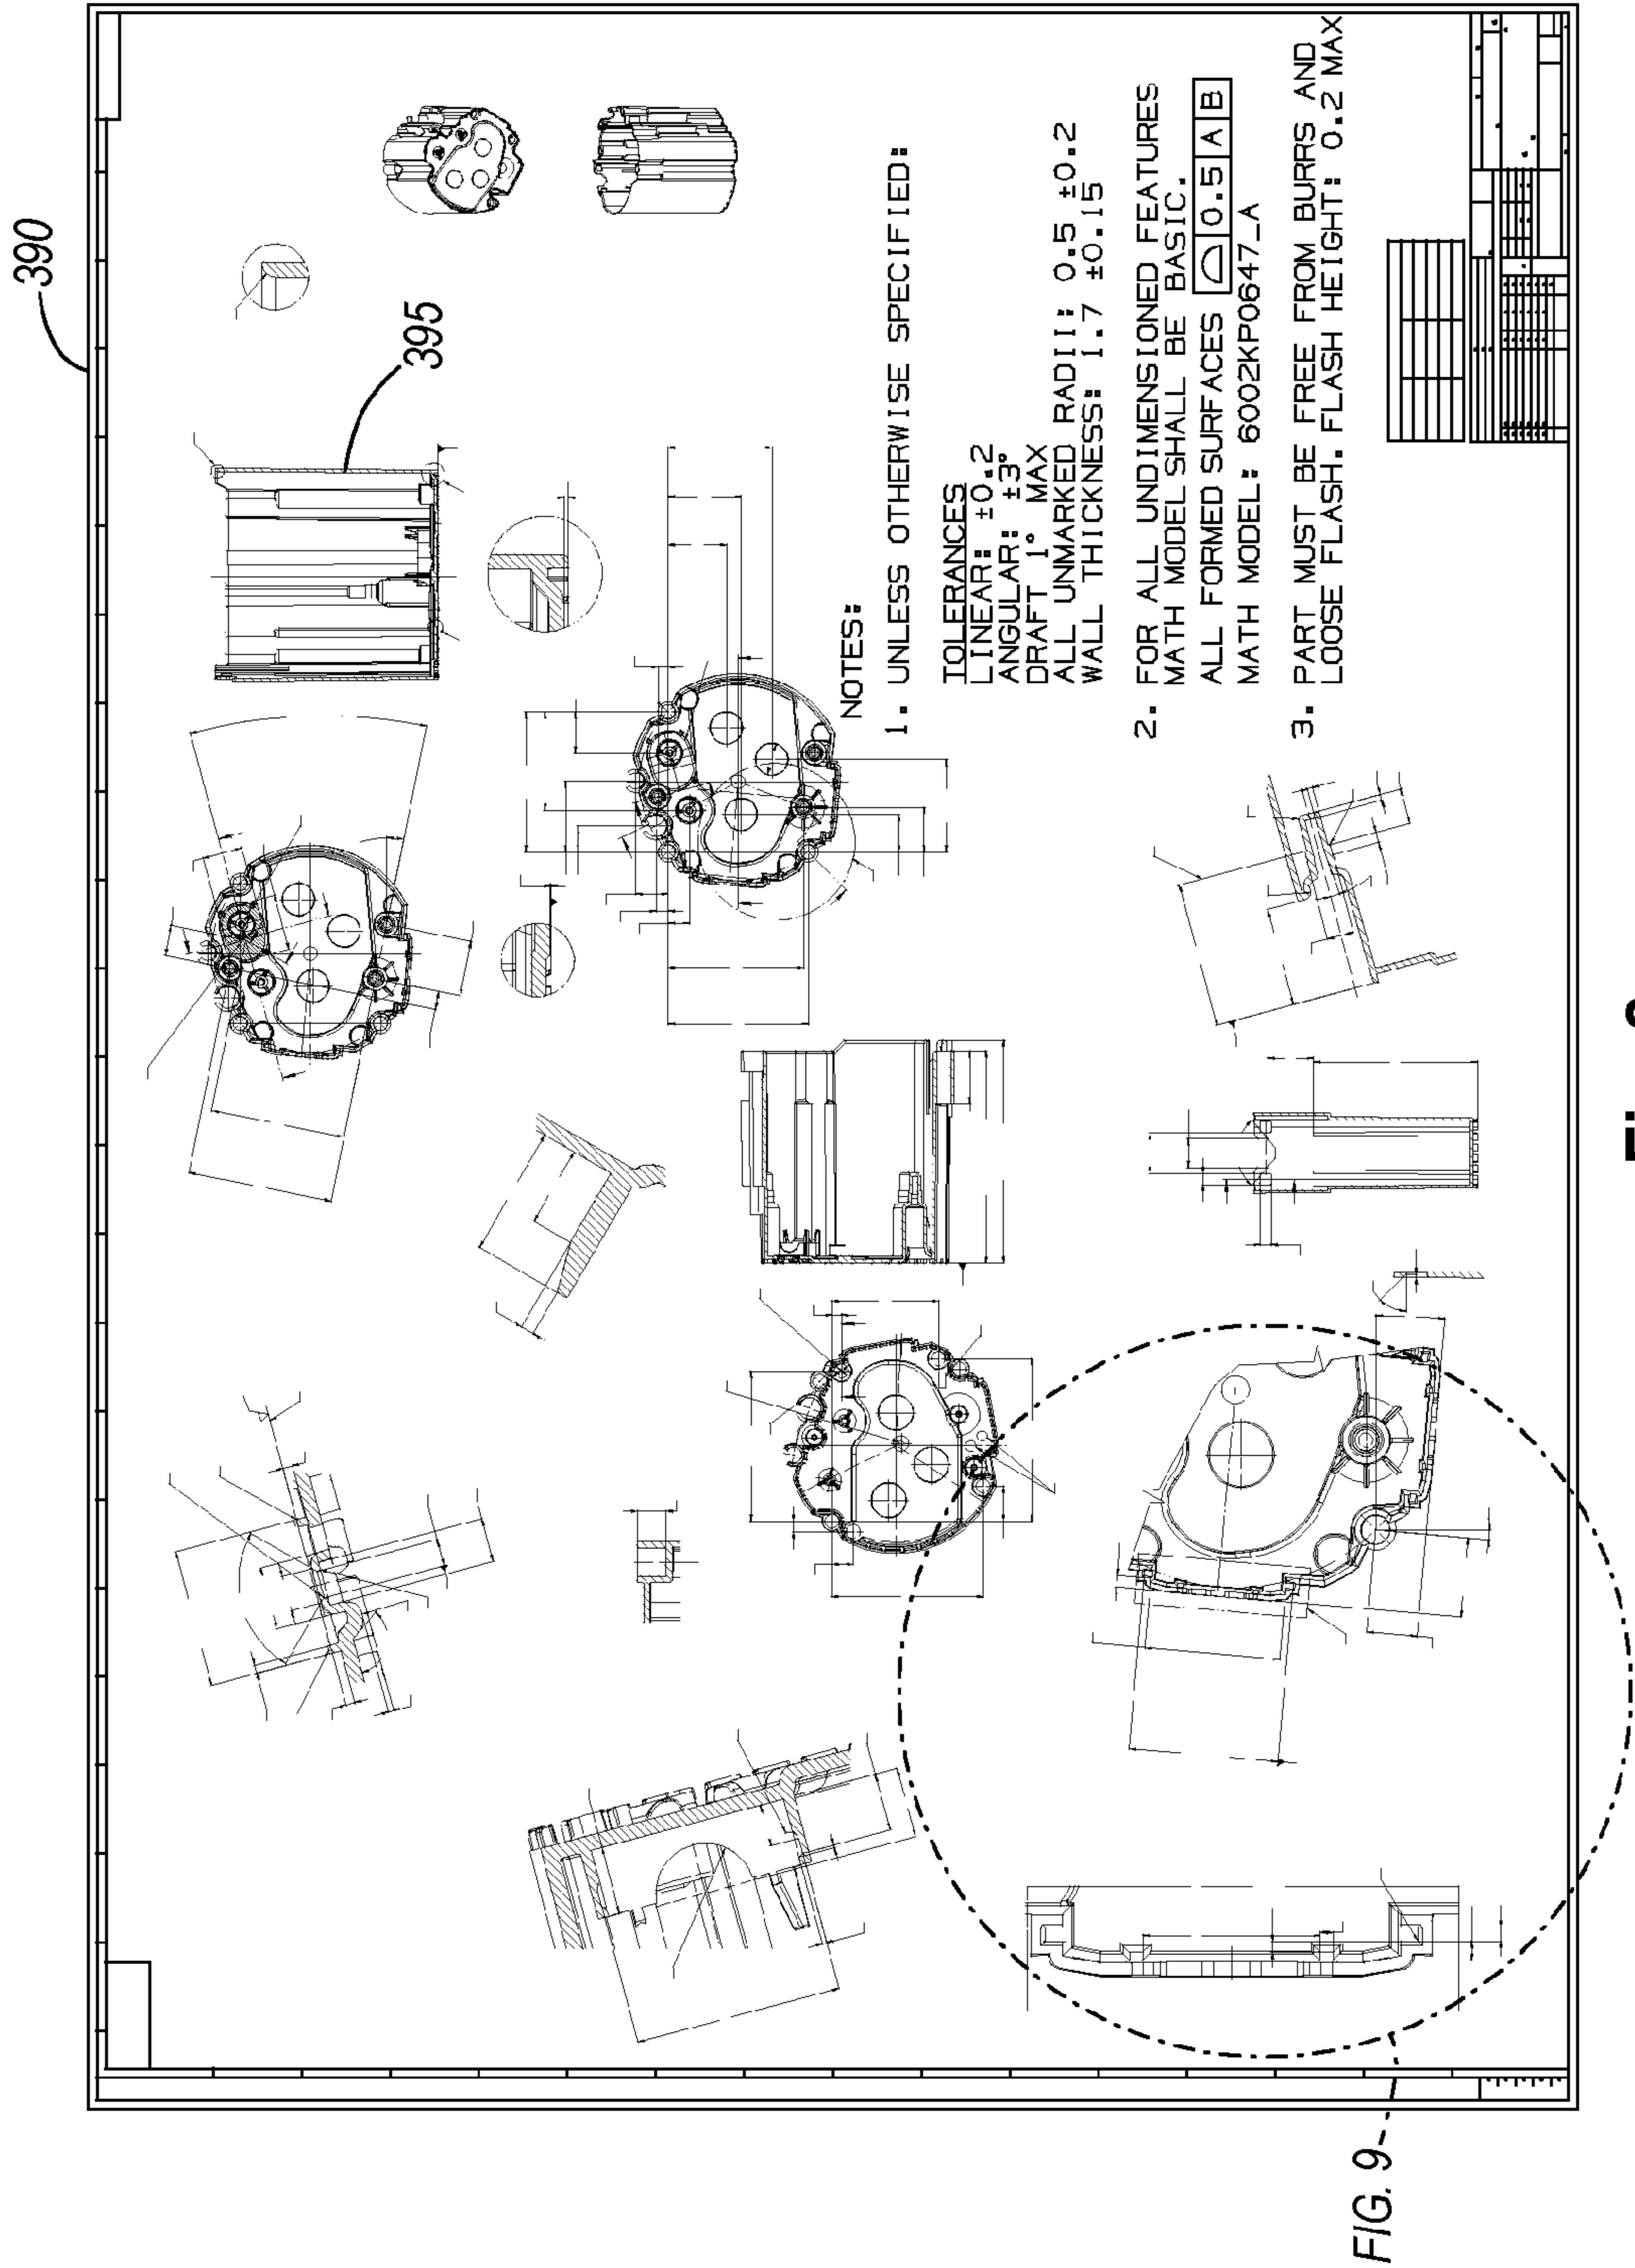 390
395
NOTES:
1. UNLESS OTHERWISE SPECIFIED:
TOLERANCES
LINEAR: ±0.2
ANGULAR: ±3°
DRAFT 1° MAX
ALL UNMARKED RADII: 0.5 ±0.2
WALL THICKNESS: 1.7 ±0.15
2. FOR ALL UNDIMENSIONED FEATURES
MATH MODEL SHALL BE BASIC.
ALL FORMED SURFACES ⌓ 0.5 A B
MATH MODEL: 6002KP0647_A
3. PART MUST BE FREE FROM BURRS AND
LOOSE FLASH. FLASH HEIGHT: 0.2 MAX
FIG. 9